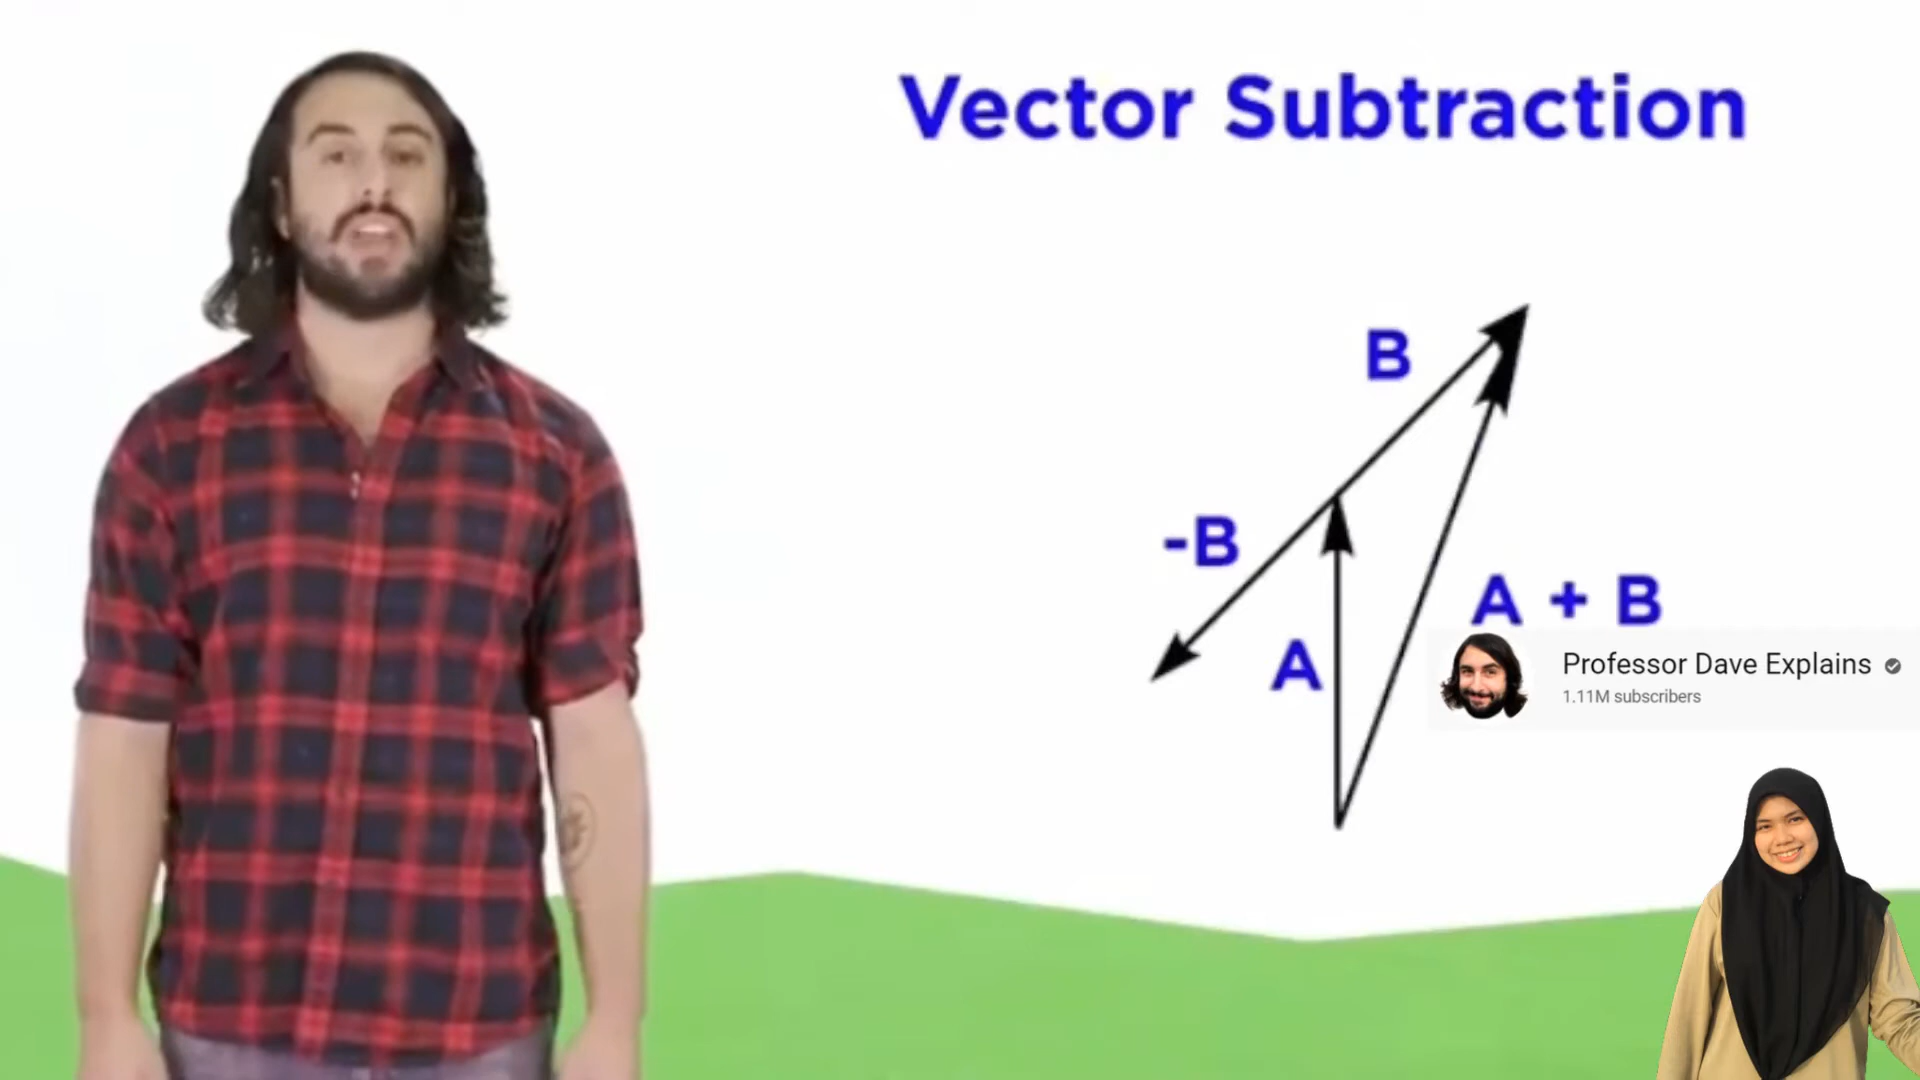 Vector Subtraction
B
-B
A + B
A
Professor Dave Explains
1.11M subscribers